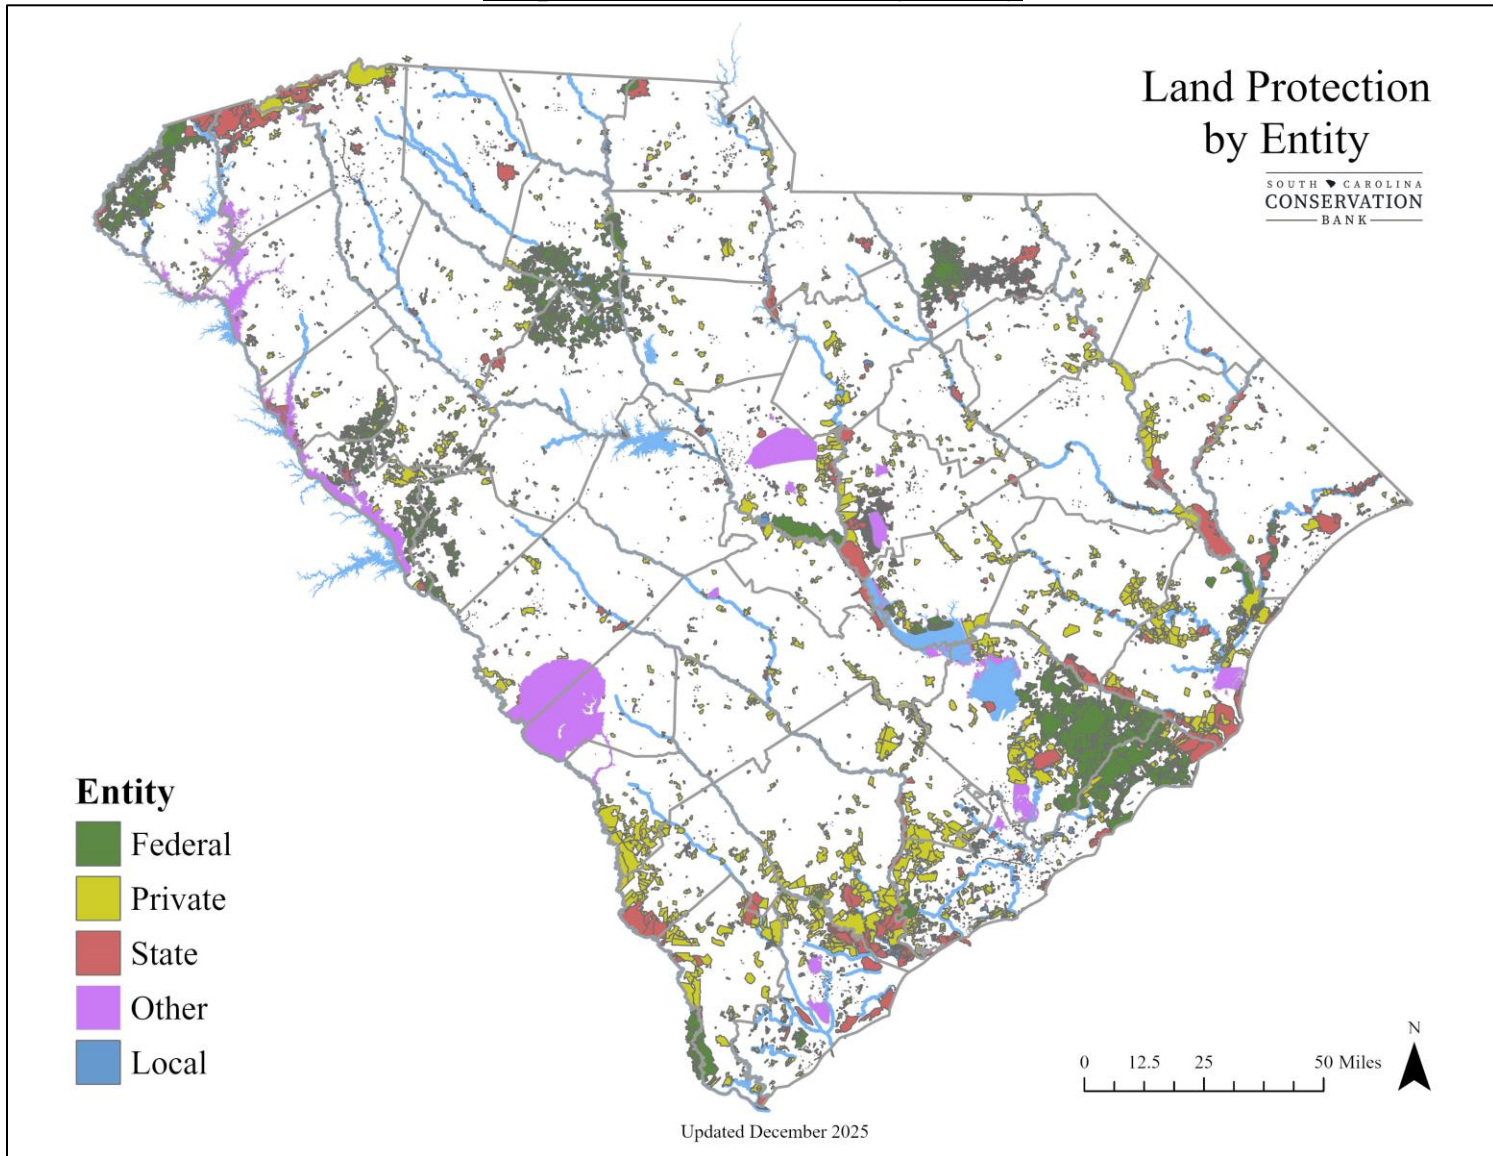 Land Protection
by Entity
SOUTH CAROLINA
CONSERVATION
BANK
Entity
Federal
Private
State
Other
Local
N
0 12.5 25 50 Miles
Updated December 2025